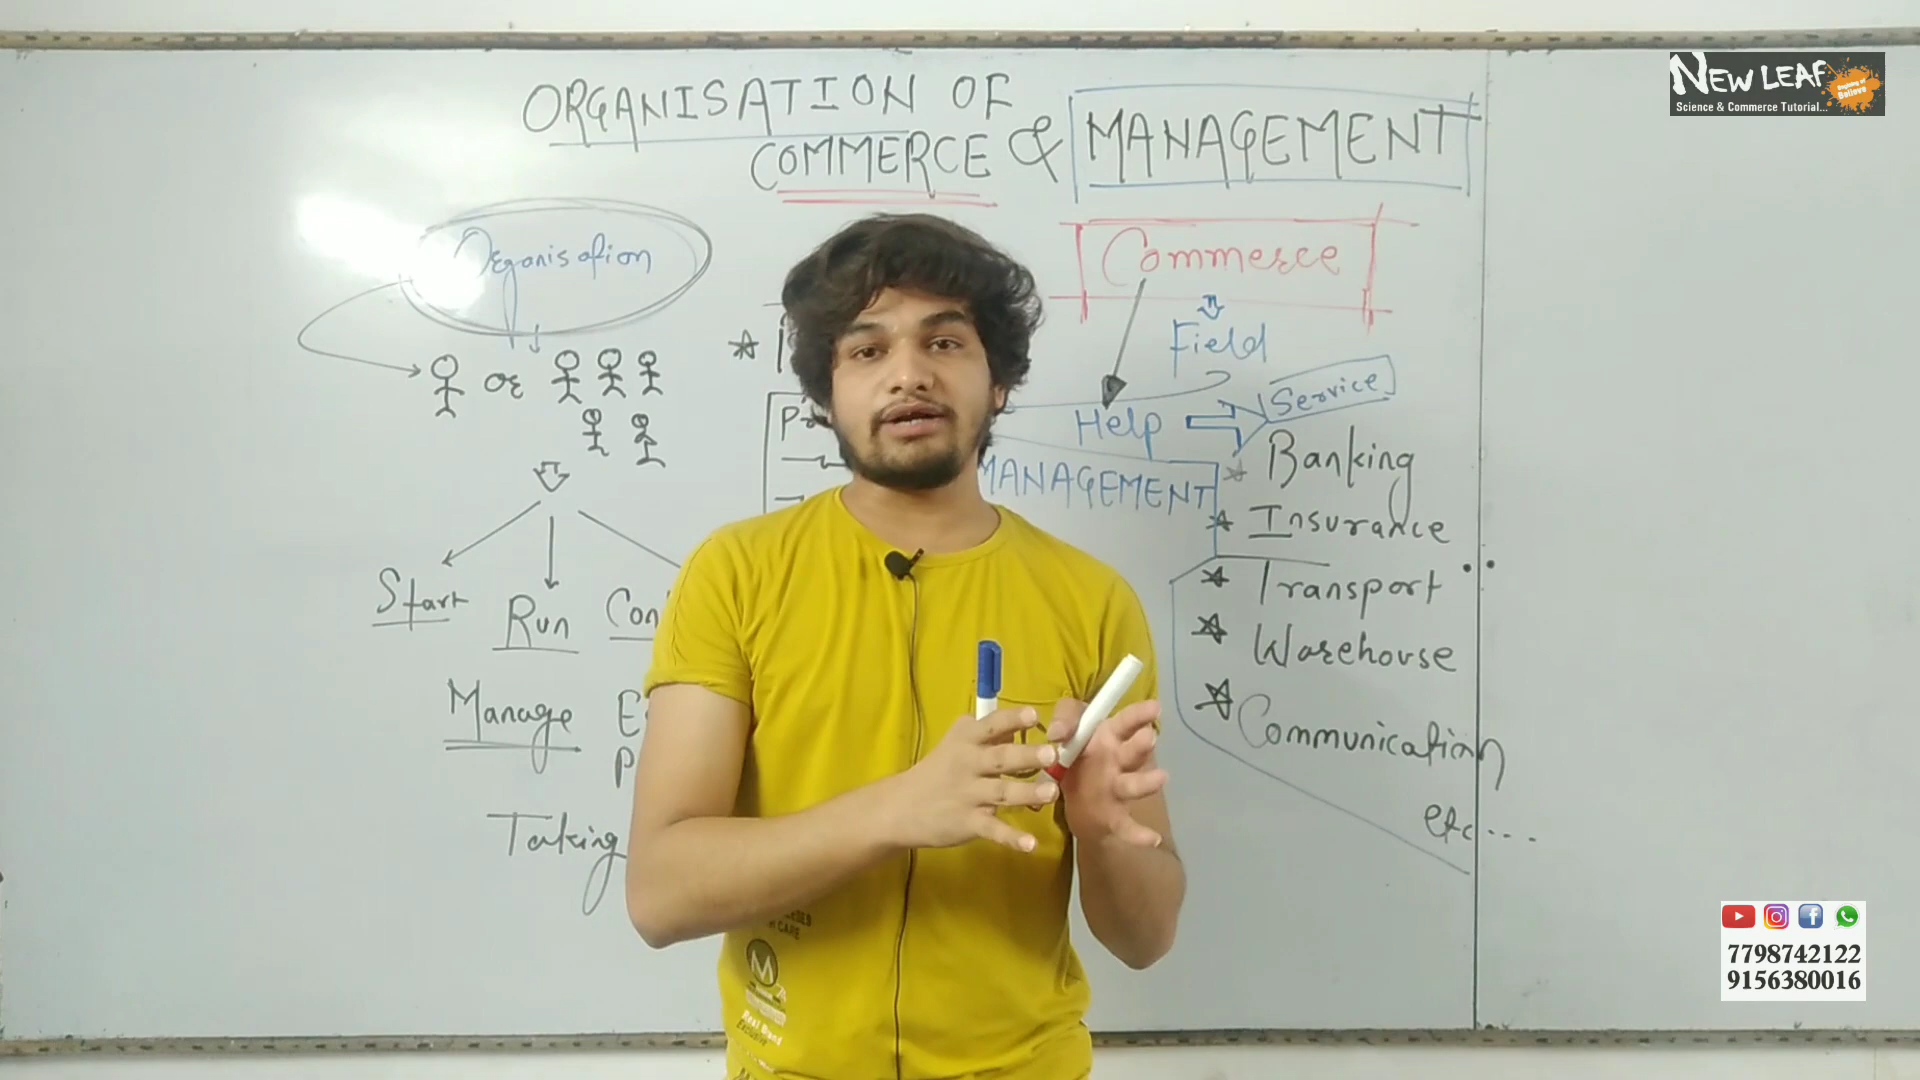 ORGANISATION OF
COMMERCE & MANAGEMENT
NEW LEAF
Science & Commerce Tutorial...
Organisation
or
Start
Run
Manage
Taking
Commerce
Field
Help
Service
MANAGEMENT
Banking
Insurance
Transport
Warehouse
Communication
etc....
7798742122
9156380016